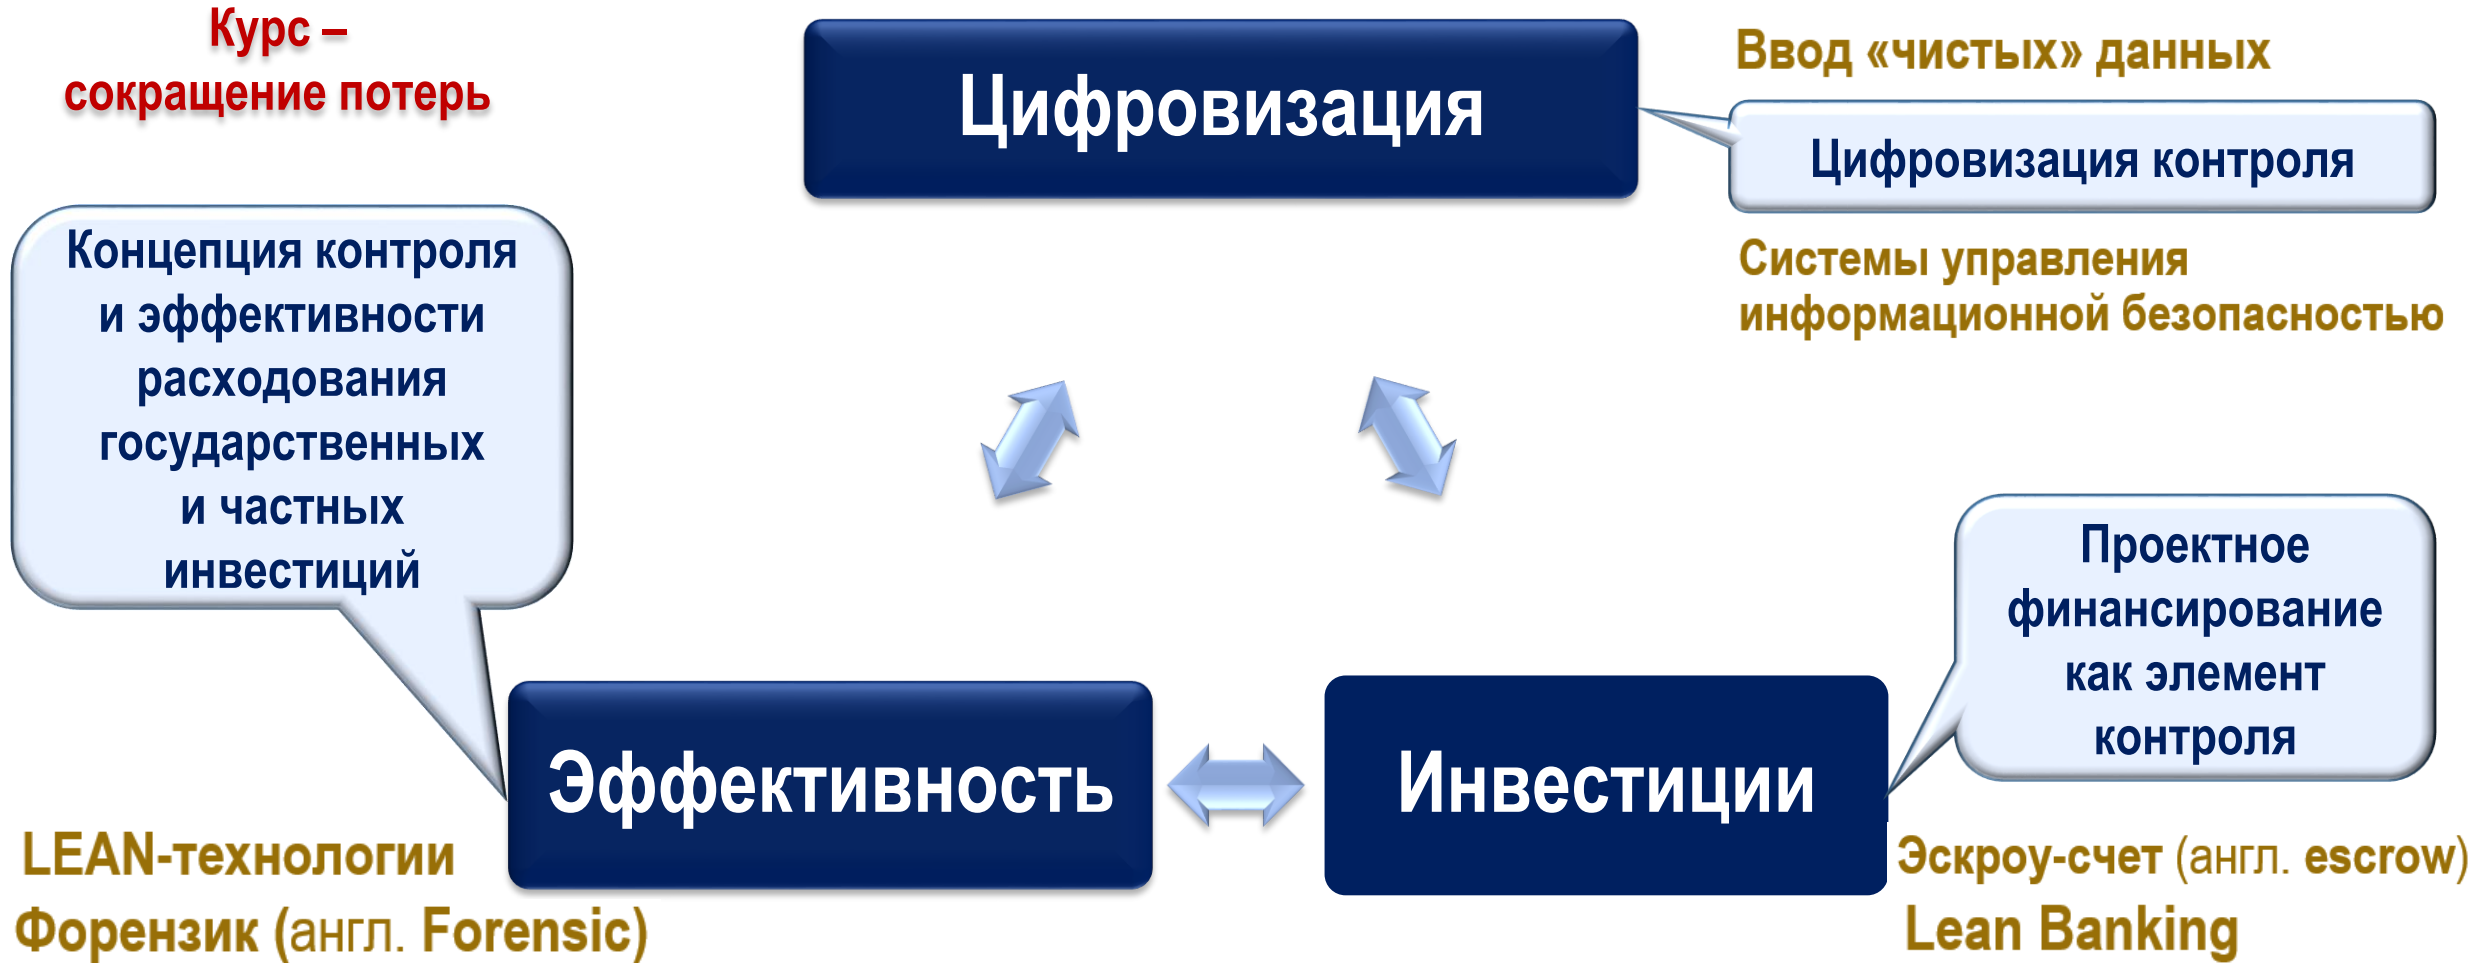 Курс –
сокращение потерь
Цифровизация
Ввод «чистых» данных
Цифровизация контроля
Системы управления
информационной безопасностью
Концепция контроля
и эффективности
расходования
государственных
и частных
инвестиций
Проектное
финансирование
как элемент
контроля
Эффективность
Инвестиции
LEAN-технологии
Форензик (англ. Forensic)
Эскроу-счет (англ. escrow)
Lean Banking